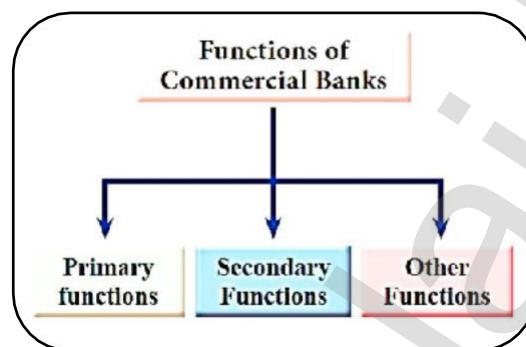 Functions of
Commercial Banks
Primary
functions
Secondary
Functions
Other
Functions